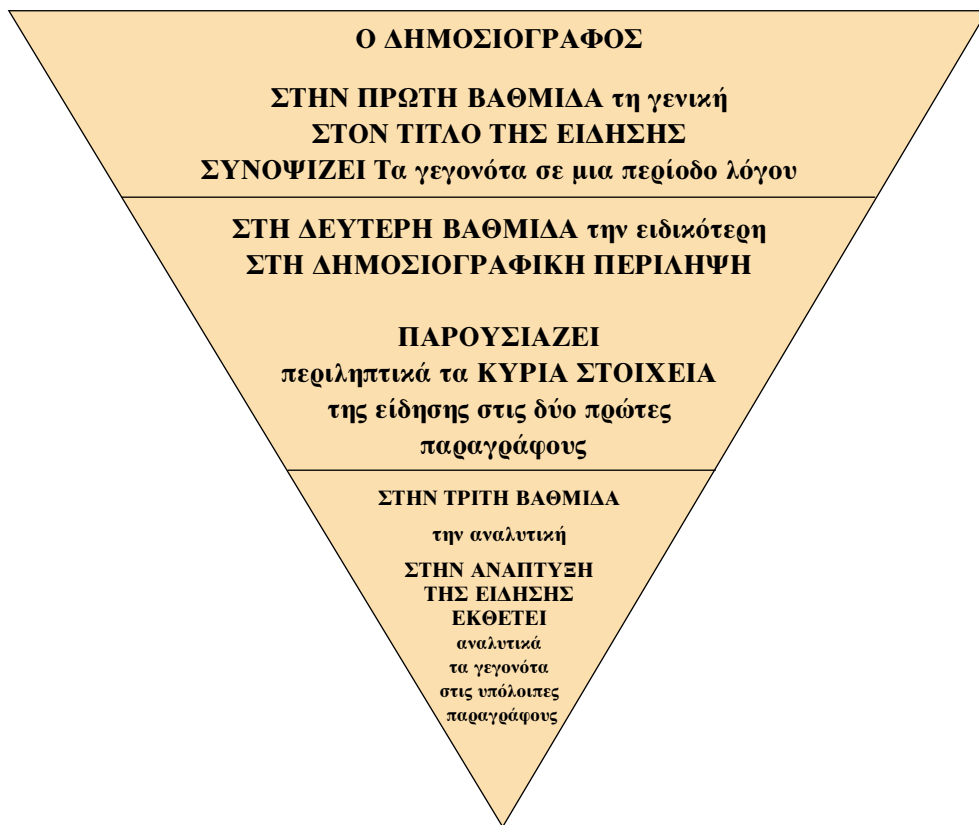 Ο ΔΗΜΟΣΙΟΓΡΑΦΟΣ
ΣΤΗΝ ΠΡΩΤΗ ΒΑΘΜΙΔΑ τη γενική
ΣΤΟΝ ΤΙΤΛΟ ΤΗΣ ΕΙΔΗΣΗΣ
ΣΥΝΟΨΙΖΕΙ Τα γεγονότα σε μια περίοδο λόγου
ΣΤΗ ΔΕΥΤΕΡΗ ΒΑΘΜΙΔΑ την ειδικότερη
ΣΤΗ ΔΗΜΟΣΙΟΓΡΑΦΙΚΗ ΠΕΡΙΛΗΨΗ
ΠΑΡΟΥΣΙΑΖΕΙ
περιληπτικά τα ΚΥΡΙΑ ΣΤΟΙΧΕΙΑ
της είδησης στις δύο πρώτες
παραγράφους
ΣΤΗΝ ΤΡΙΤΗ ΒΑΘΜΙΔΑ
την αναλυτική
ΣΤΗΝ ΑΝΑΠΤΥΞΗ
ΤΗΣ ΕΙΔΗΣΗΣ
ΕΚΘΕΤΕΙ
αναλυτικά
τα γεγονότα
στις υπόλοιπες
παραγράφους